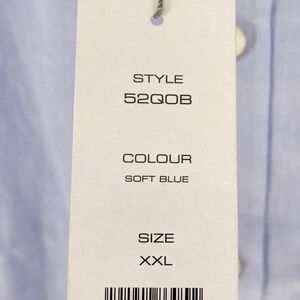 STYLE
52QOB
COLOUR
SOFT BLUE
SIZE
XXL